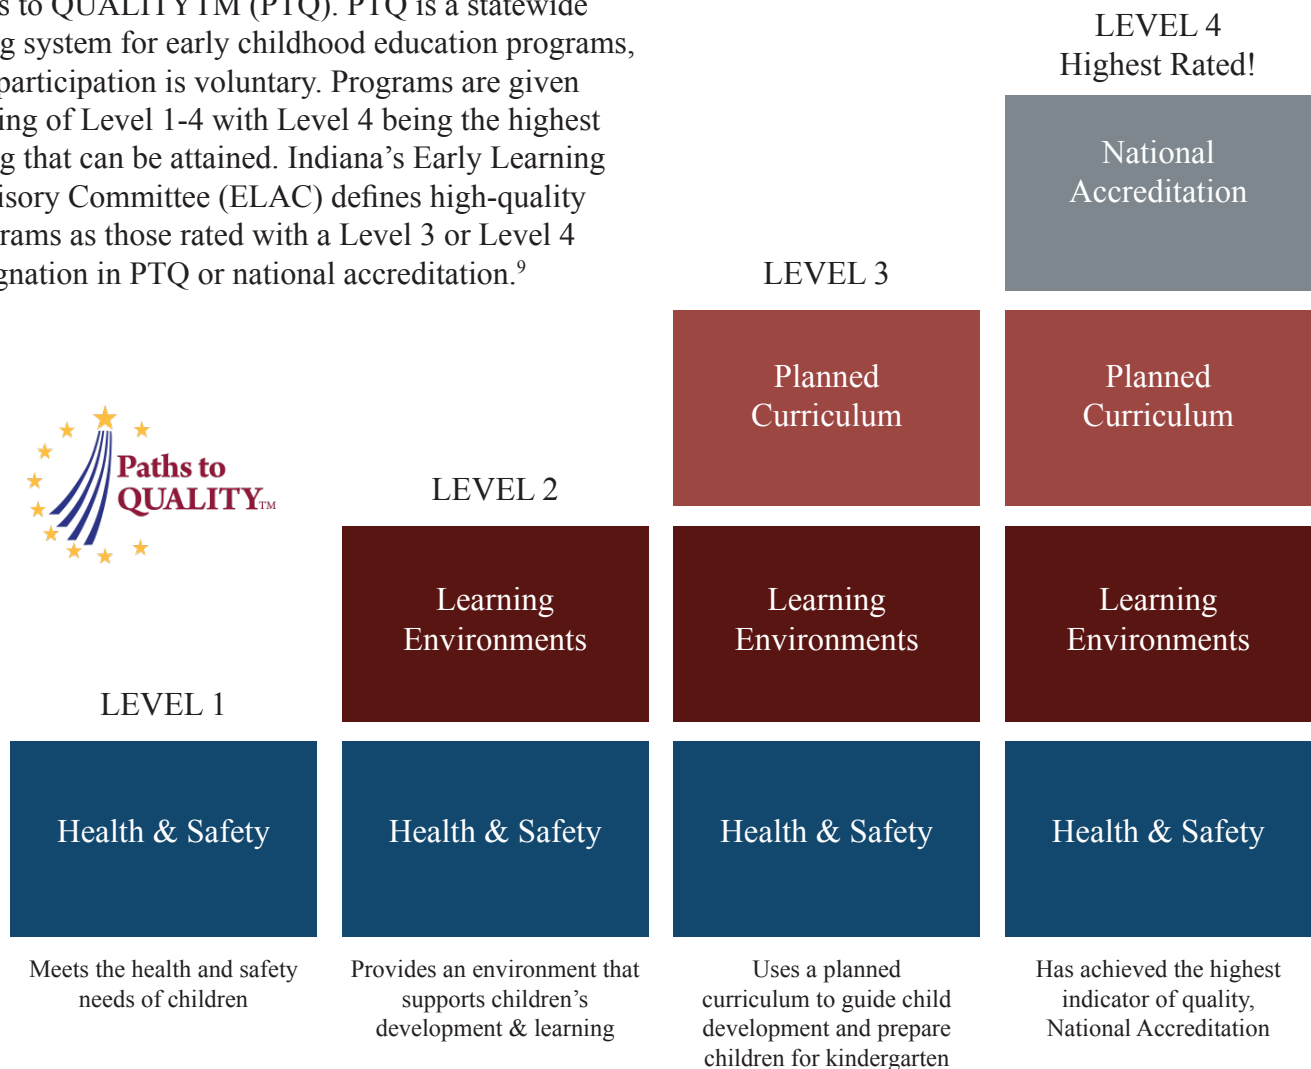 s to QUALITYTM (PTQ). PTQ is a statewide
g system for early childhood education programs,
participation is voluntary. Programs are given
ing of Level 1-4 with Level 4 being the highest
g that can be attained. Indiana’s Early Learning
isory Committee (ELAC) defines high-quality
rams as those rated with a Level 3 or Level 4
gnation in PTQ or national accreditation.9
LEVEL 4
Highest Rated!
National
Accreditation
LEVEL 3
Planned
Curriculum
Planned
Curriculum
Paths to
QUALITY™
LEVEL 2
Learning
Environments
Learning
Environments
Learning
Environments
LEVEL 1
Health & Safety
Health & Safety
Health & Safety
Health & Safety
Meets the health and safety
needs of children
Provides an environment that
supports children’s
development & learning
Uses a planned
curriculum to guide child
development and prepare
children for kindergarten
Has achieved the highest
indicator of quality,
National Accreditation